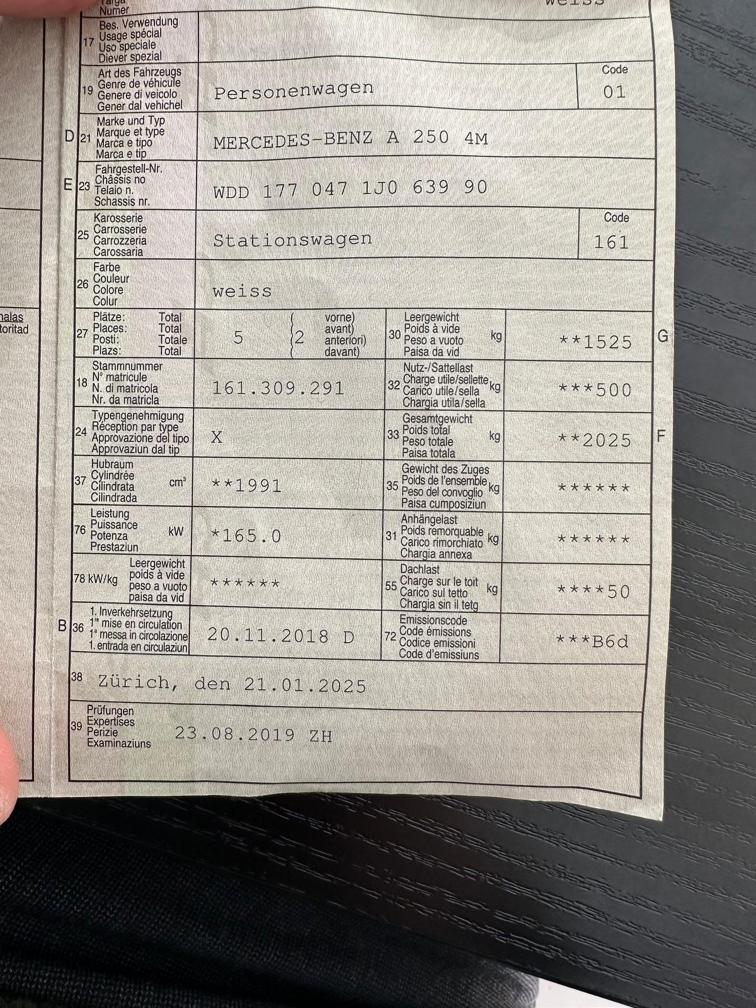 Numer
weiss
17
Bes. Verwendung
Usage spécial
Uso speciale
Diever spezial
19
Art des Fahrzeugs
Genre de véhicule
Genere di veicolo
Gener dal vehichel
Personenwagen
Code
01
D
21
Marke und Typ
Marque et type
Marca e tipo
Marca e tip
MERCEDES-BENZ A 250 4M
E
23
Fahrgestell-Nr.
Châssis no
Telaio n.
Schassis nr.
WDD 177 047 1J0 639 90
25
Karosserie
Carrosserie
Carrozzeria
Carossaria
Stationswagen
Code
161
26
Farbe
Couleur
Colore
Colur
weiss
27
Plätze: Total
Places: Total
Posti: Totale
Plazs: Total
5
2
vorne)
avant)
anteriori)
davant)
30
Leergewicht
Poids à vide
Peso a vuoto
Paisa da vid
kg
**1525
G
18
Stammnummer
N° matricule
N. di matricola
Nr. da matricla
161.309.291
32
Nutz-/Sattellast
Charge utile/sellette
Carico utile/sella
Chargia utila/sella
kg
***500
24
Typengenehmigung
Réception par type
Approvazione del tipo
Approvaziun dal tip
X
33
Gesamtgewicht
Poids total
Peso totale
Paisa totala
kg
**2025
F
37
Hubraum
Cylindrée
Cilindrata
Cilindrada
cm³
**1991
35
Gewicht des Zuges
Poids de l'ensemble
Peso del convoglio
Paisa cumposiziun
kg
******
76
Leistung
Puissance
Potenza
Prestaziun
kW
*165.0
31
Anhängelast
Poids remorquable
Carico rimorchiato
Chargia annexa
kg
******
78 kW/kg
Leergewicht
poids à vide
peso a vuoto
paisa da vid
******
55
Dachlast
Charge sur le toit
Carico sul tetto
Chargia sin il tetg
kg
****50
B
36
1. Inverkehrsetzung
1re mise en circulation
1a messa in circolazione
1. entrada en circulaziun
20.11.2018 D
72
Emissionscode
Code émissions
Codice emissioni
Code d'emissiuns
***B6d
38
Zürich, den 21.01.2025
39
Prüfungen
Expertises
Perizie
Examinaziuns
23.08.2019 ZH